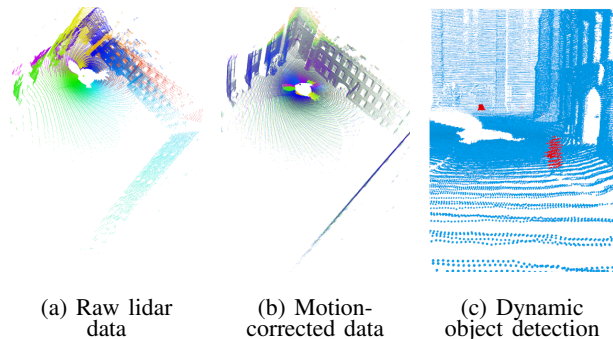 (a) Raw lidar
data
(b) Motion-
corrected data
(c) Dynamic
object detection